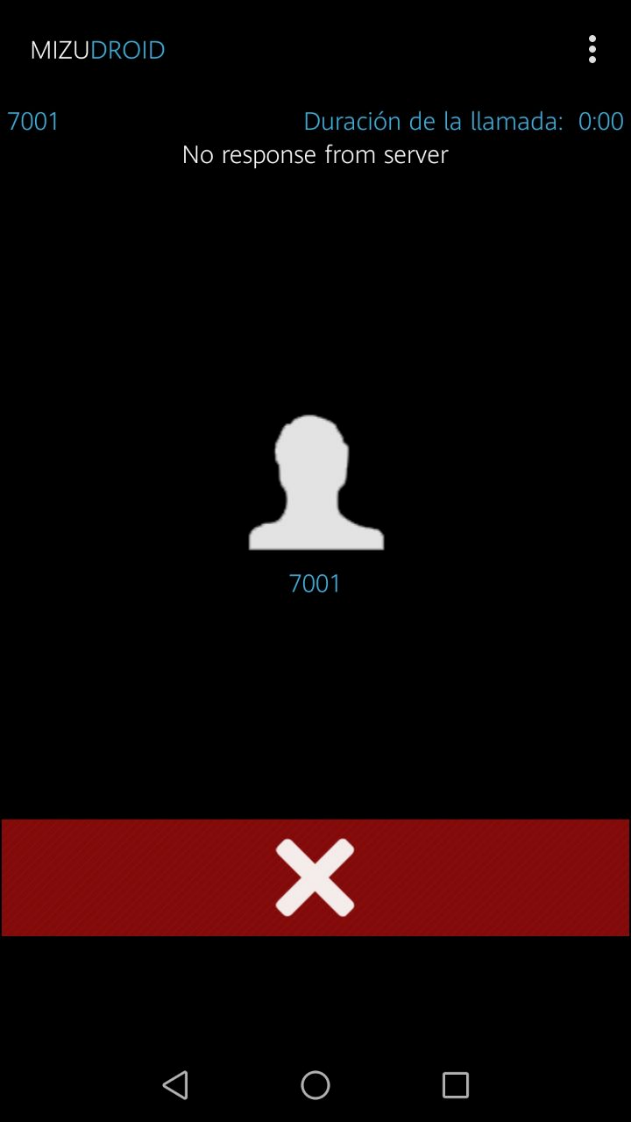 MIZUDROID
7001 Duración de la llamada: 0:00
No response from server
7001